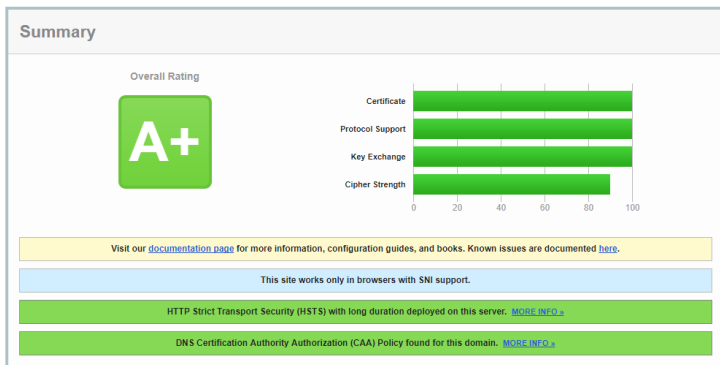 Summary
Overall Rating
A+
Certificate
Protocol Support
Key Exchange
Cipher Strength
0 20 40 60 80 100
Visit our documentation page for more information, configuration guides, and books. Known issues are documented here.
This site works only in browsers with SNI support.
HTTP Strict Transport Security (HSTS) with long duration deployed on this server. MORE INFO »
DNS Certification Authority Authorization (CAA) Policy found for this domain. MORE INFO »